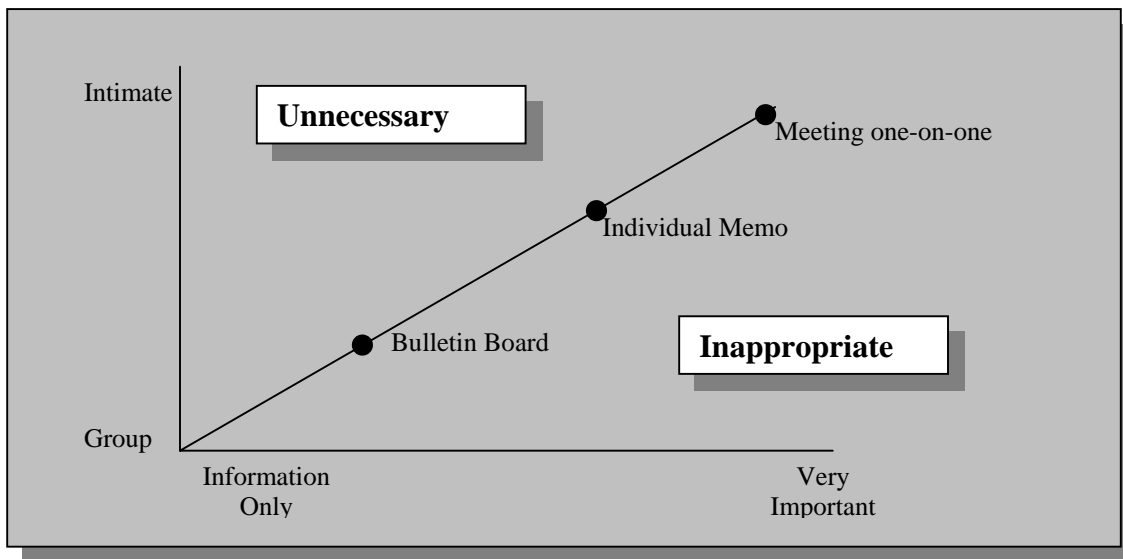 Intimate
Unnecessary
Meeting one-on-one
Individual Memo
Bulletin Board
Inappropriate
Group
Information
Only
Very
Important